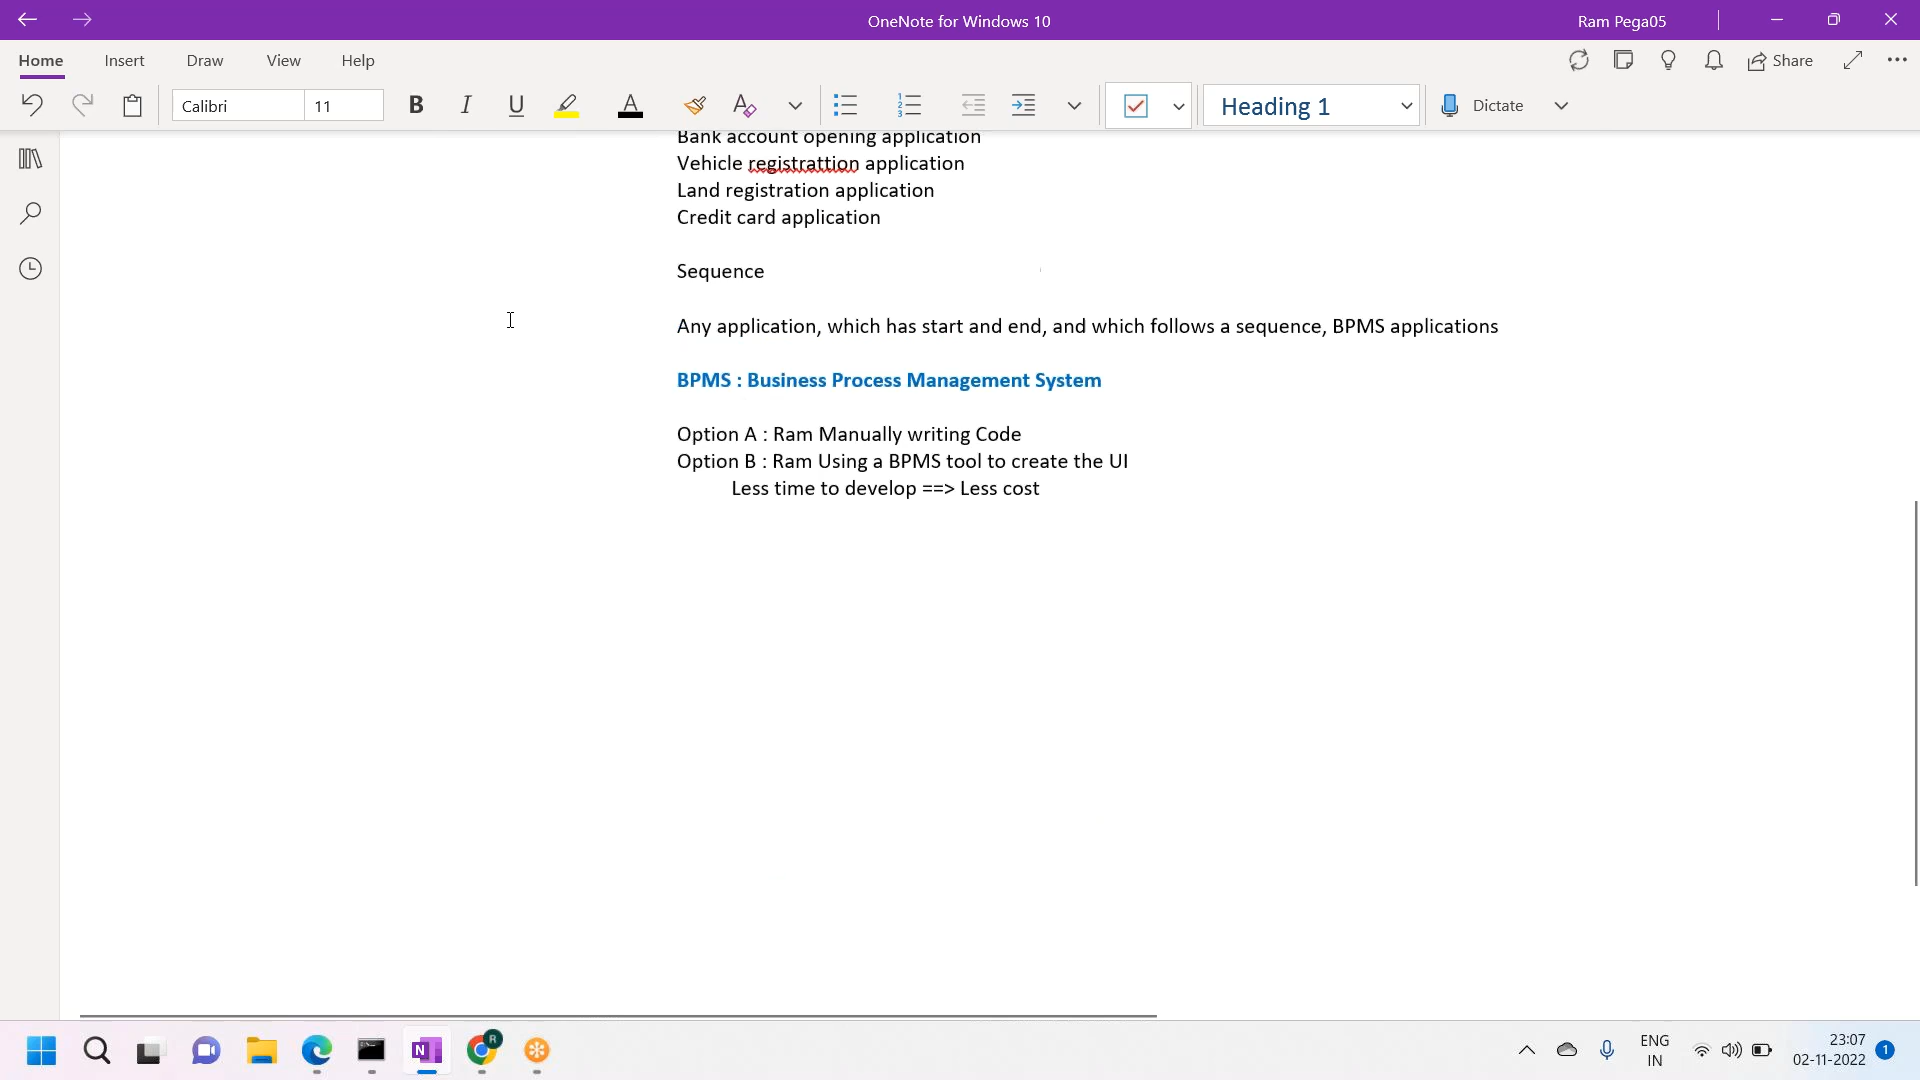 OneNote for Windows 10
Ram Pega05
Home Insert Draw View Help
Share
Calibri 11 B I U A A Heading 1 Dictate
Bank account opening application
Vehicle registrattion application
Land registration application
Credit card application
Sequence
Any application, which has start and end, and which follows a sequence, BPMS applications
BPMS : Business Process Management System
Option A : Ram Manually writing Code
Option B : Ram Using a BPMS tool to create the UI
Less time to develop ==> Less cost
ENG
IN
23:07
02-11-2022
1